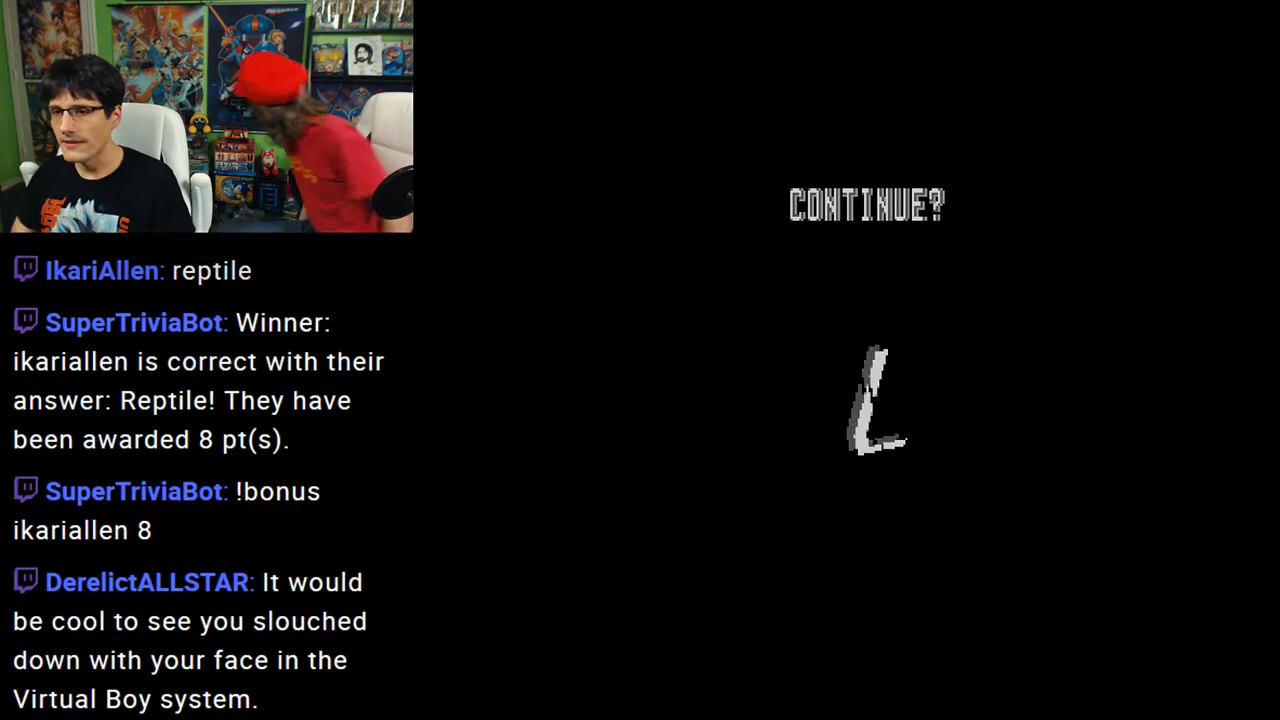 CONTINUE?
IkariAllen: reptile
SuperTriviaBot: Winner:
ikariallen is correct with their
answer: Reptile! They have
been awarded 8 pt(s).
SuperTriviaBot: !bonus
ikariallen 8
DerelictALLSTAR: It would
be cool to see you slouched
down with your face in the
Virtual Boy system.